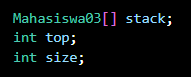 Mahasiswa03[] stack;
int top;
int size;